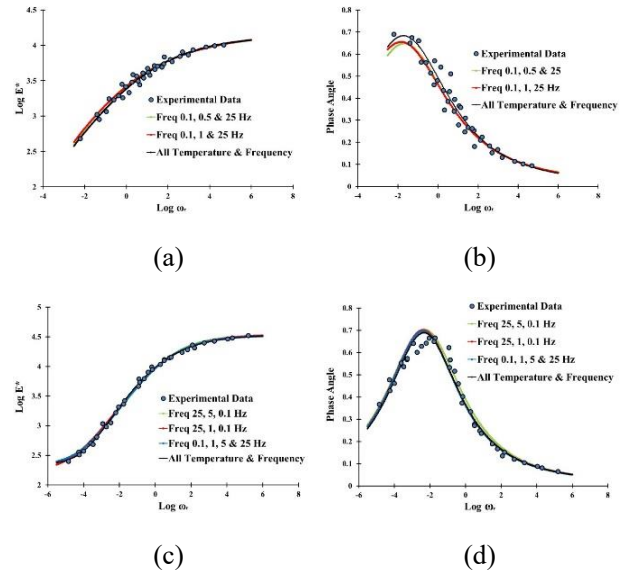 4.5
4
3.5
3
2.5
2
Log E*
-4 -2 0 2 4 6 8
Log ωr
Experimental Data
Freq 0.1, 0.5 & 25 Hz
Freq 0.1, 1 & 25 Hz
All Temperature & Frequency
(a)
0.8
0.7
0.6
0.5
0.4
0.3
0.2
0.1
0
Phase Angle
-4 -2 0 2 4 6 8
Log ωr
Experimental Data
Freq 0.1, 0.5 & 25
Freq 0.1, 1, 25 Hz
All Temperature & Frequency
(b)
5
4.5
4
3.5
3
2.5
2
Log E*
-6 -4 -2 0 2 4 6 8
Log ωr
Experimental Data
Freq 25, 5, 0.1 Hz
Freq 25, 1, 0.1 Hz
Freq 0.1, 1, 5 & 25 Hz
All Temperature & Frequency
(c)
0.8
0.7
0.6
0.5
0.4
0.3
0.2
0.1
0
Phase Angle
-6 -4 -2 0 2 4 6 8
Log ωr
Experimental Data
Freq 25, 5, 0.1 Hz
Freq 25, 1, 0.1 Hz
Freq 0.1, 1, 5 & 25 Hz
All Temperature & Frequency
(d)